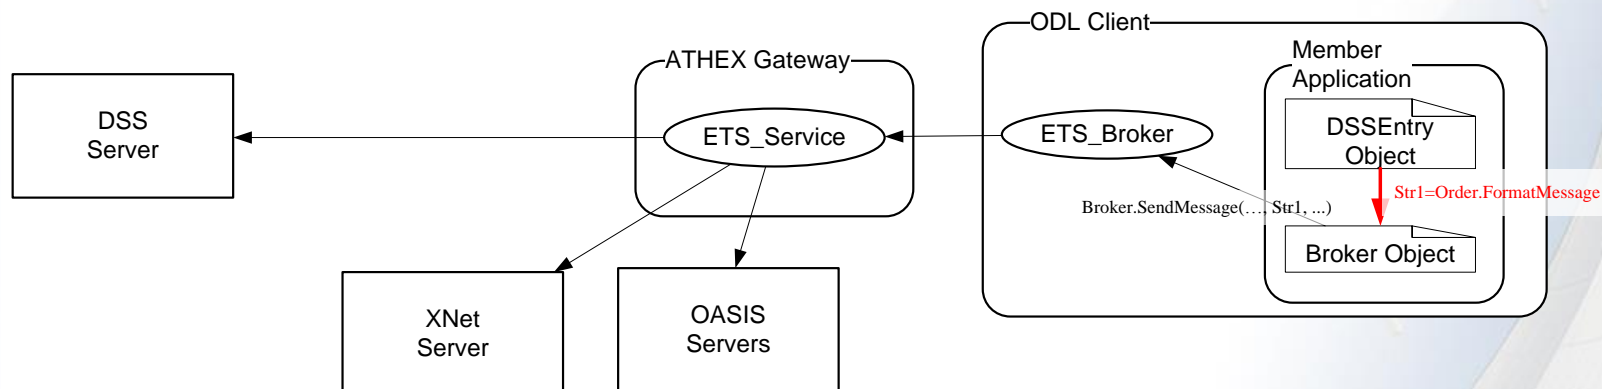 ODL Client
ATHEX Gateway
Member
Application
DSS
Server
ETS_Service
ETS_Broker
DSSEntry
Object
Str1=Order.FormatMessage
Broker.SendMessage(…, Str1, ...)
Broker Object
XNet
Server
OASIS
Servers